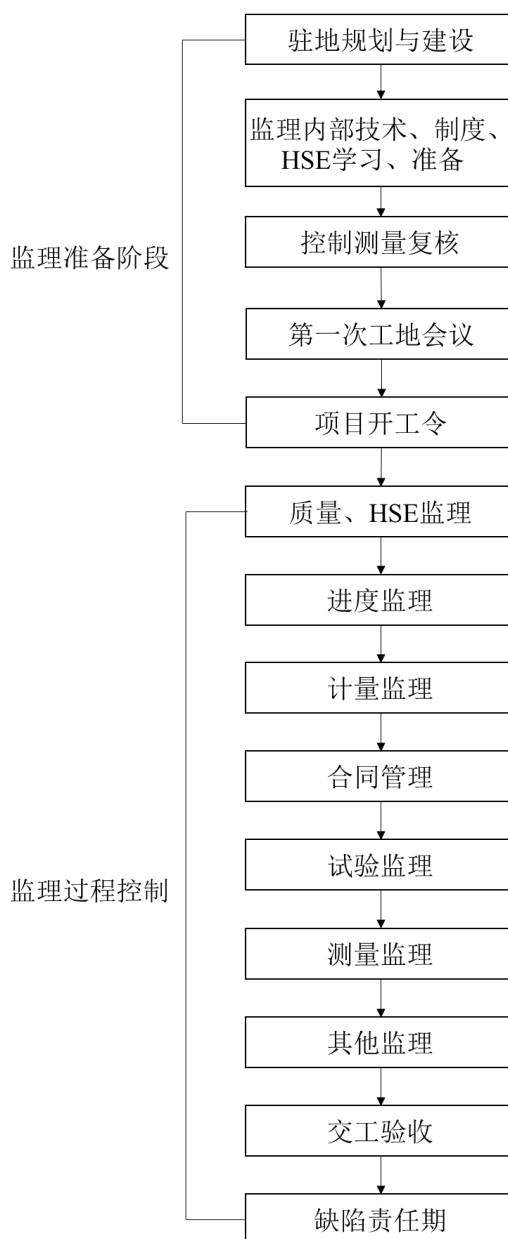 驻地规划与建设
监理内部技术、制度、
HSE学习、准备
控制测量复核
监理准备阶段
第一次工地会议
项目开工令
质量、HSE监理
进度监理
计量监理
合同管理
试验监理
监理过程控制
测量监理
其他监理
交工验收
缺陷责任期